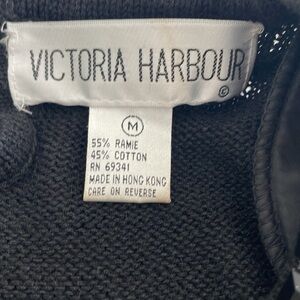 VICTORIA HARBOUR
©
M
55% RAMIE
45% COTTON
RN 69341
MADE IN HONG KONG
CARE ON REVERSE